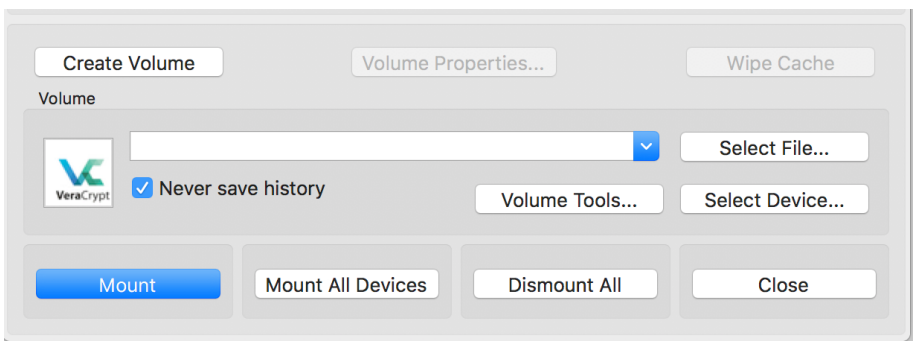 Create Volume
Volume Properties...
Wipe Cache
Volume
VeraCrypt
Select File...
Never save history
Volume Tools...
Select Device...
Mount
Mount All Devices
Dismount All
Close